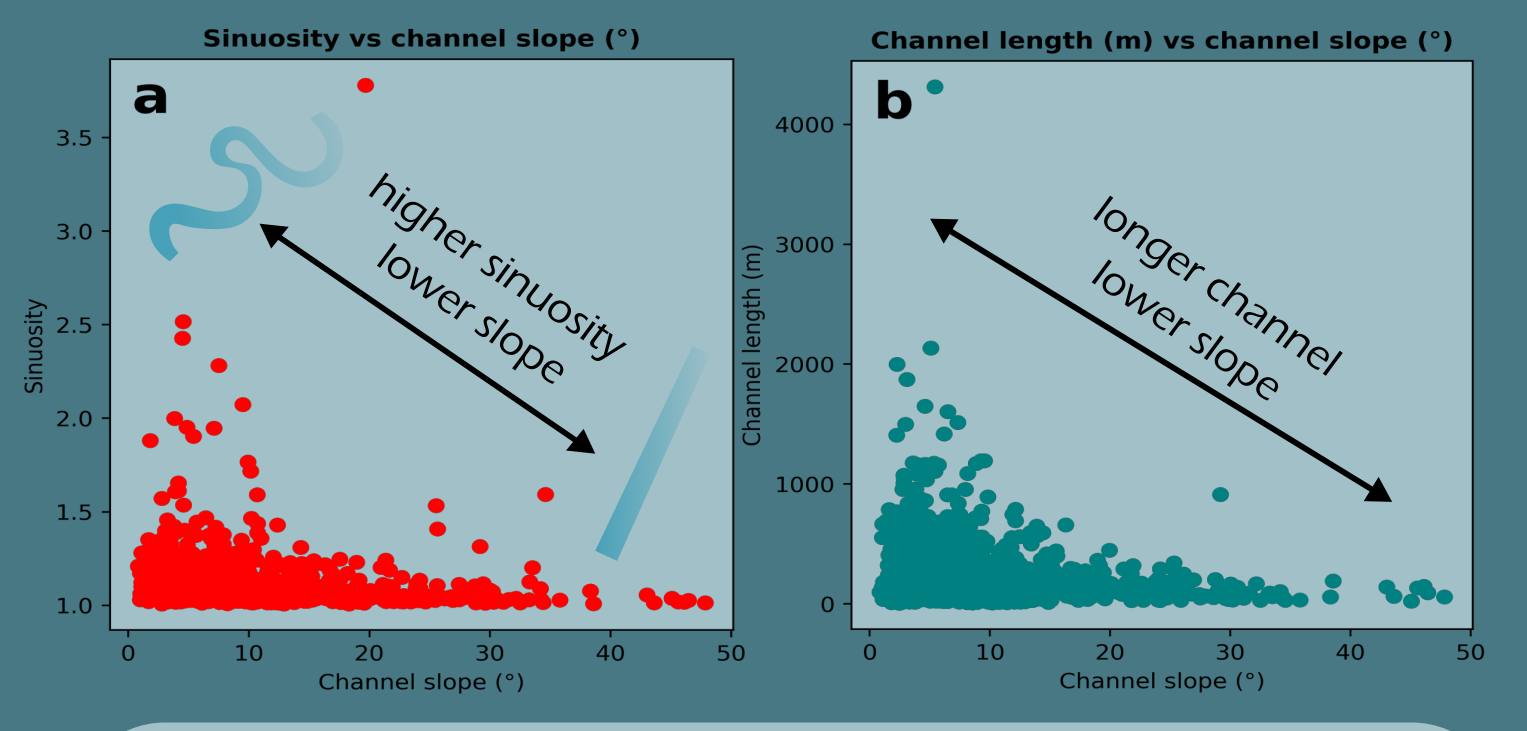 Sinuosity vs channel slope (°)
a
higher sinuosity
lower slope
Sinuosity
3.5
3.0
2.5
2.0
1.5
1.0
0 10 20 30 40 50
Channel slope (°)
Channel length (m) vs channel slope (°)
b
longer channel
lower slope
Channel length (m)
4000
3000
2000
1000
0
0 10 20 30 40 50
Channel slope (°)